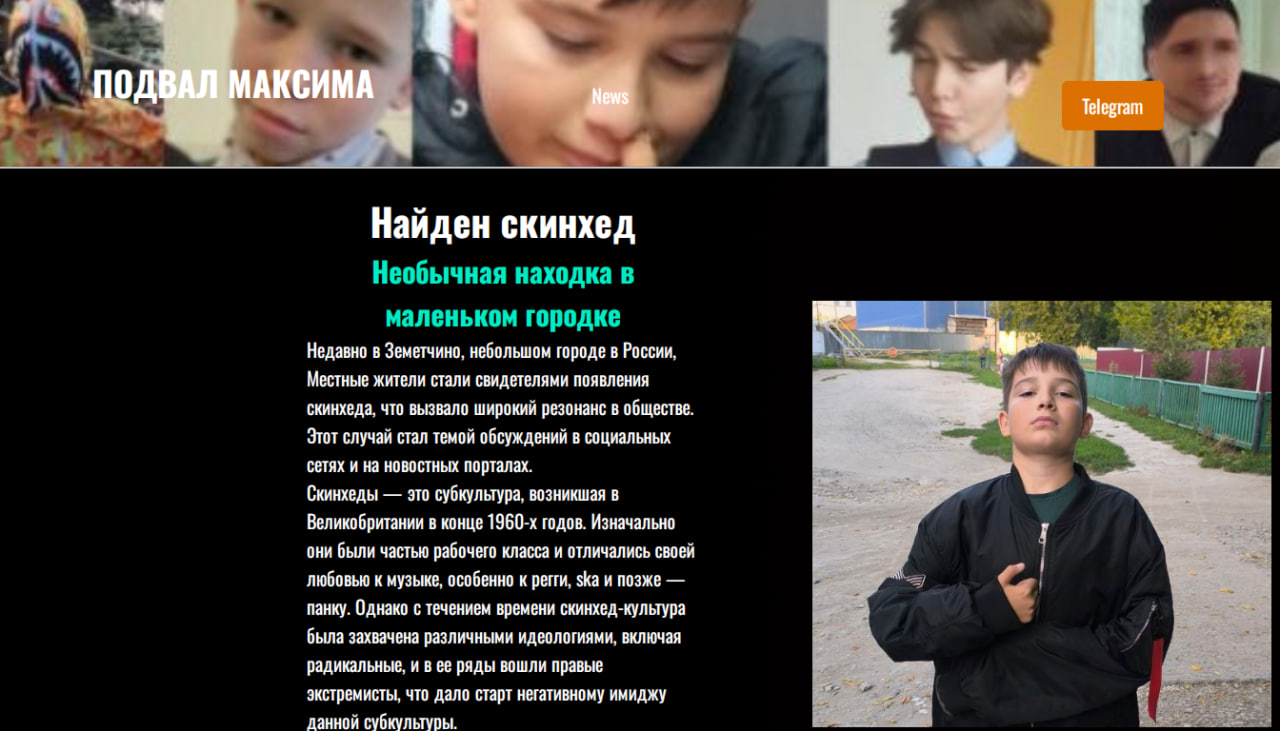 ПОДВАЛ МАКСИМА
News
Telegram
Найден скинхед
Необычная находка в
маленьком городке
Недавно в Земетчино, небольшом городе в России,
Местные жители стали свидетелями появления
скинхеда, что вызвало широкий резонанс в обществе.
Этот случай стал темой обсуждений в социальных
сетях и на новостных порталах.
Скинхеды — это субкультура, возникшая в
Великобритании в конце 1960-х годов. Изначально
они были частью рабочего класса и отличались своей
любовью к музыке, особенно к регги, ska и позже —
панку. Однако с течением времени скинхед-культура
была захвачена различными идеологиями, включая
радикальные, и в ее ряды вошли правые
экстремисты, что дало старт негативному имиджу
данной субкультуры.